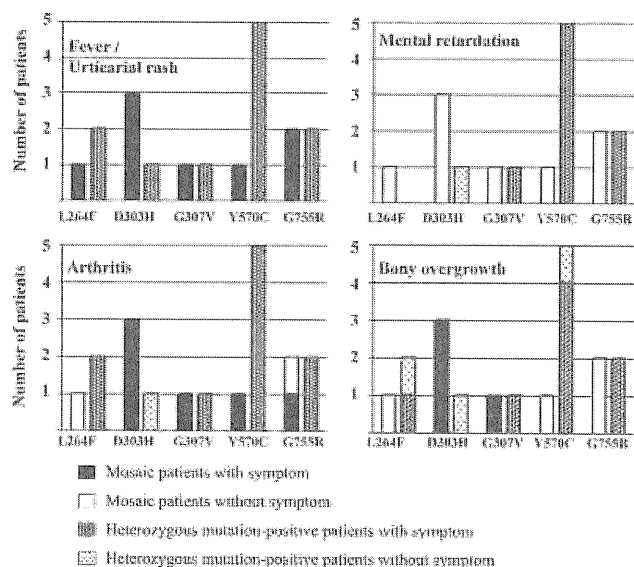 Number of patients
5
4
3
2
1
Fever /
Urticarial rash
L264F D303H G307V Y570C G755R
5
4
3
2
1
Mental retardation
L264F D303H G307V Y570C G755R
Number of patients
5
4
3
2
1
Arthritis
L264F D303H G307V Y570C G755R
5
4
3
2
1
Bony overgrowth
L264F D303H G307V Y570C G755R
Mosaic patients with symptom
Mosaic patients without symptom
Heterozygous mutation-positive patients with symptom
Heterozygous mutation-positive patients without symptom